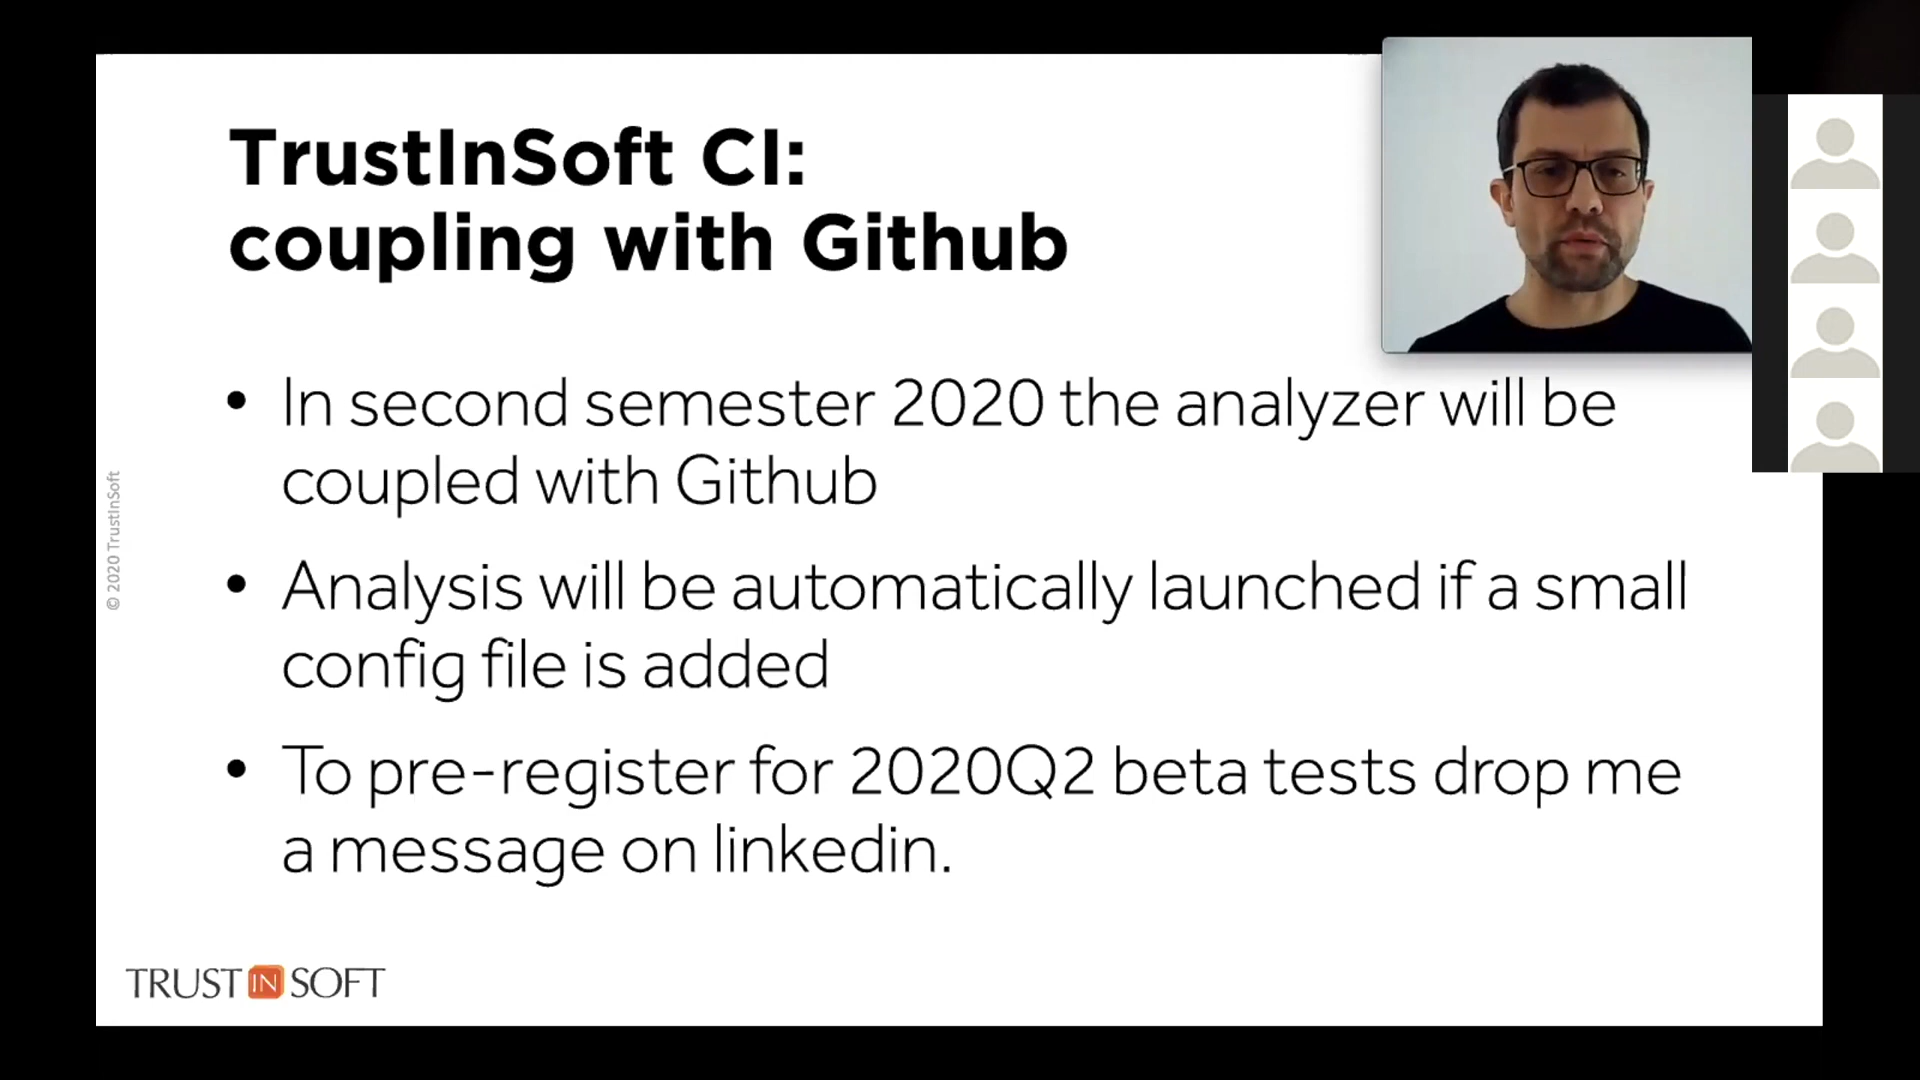 TrustInSoft CI:
coupling with Github
• In second semester 2020 the analyzer will be
coupled with Github
• Analysis will be automatically launched if a small
config file is added
• To pre-register for 2020Q2 beta tests drop me
a message on linkedin.
© 2020 TrustInSoft
TRUST IN SOFT